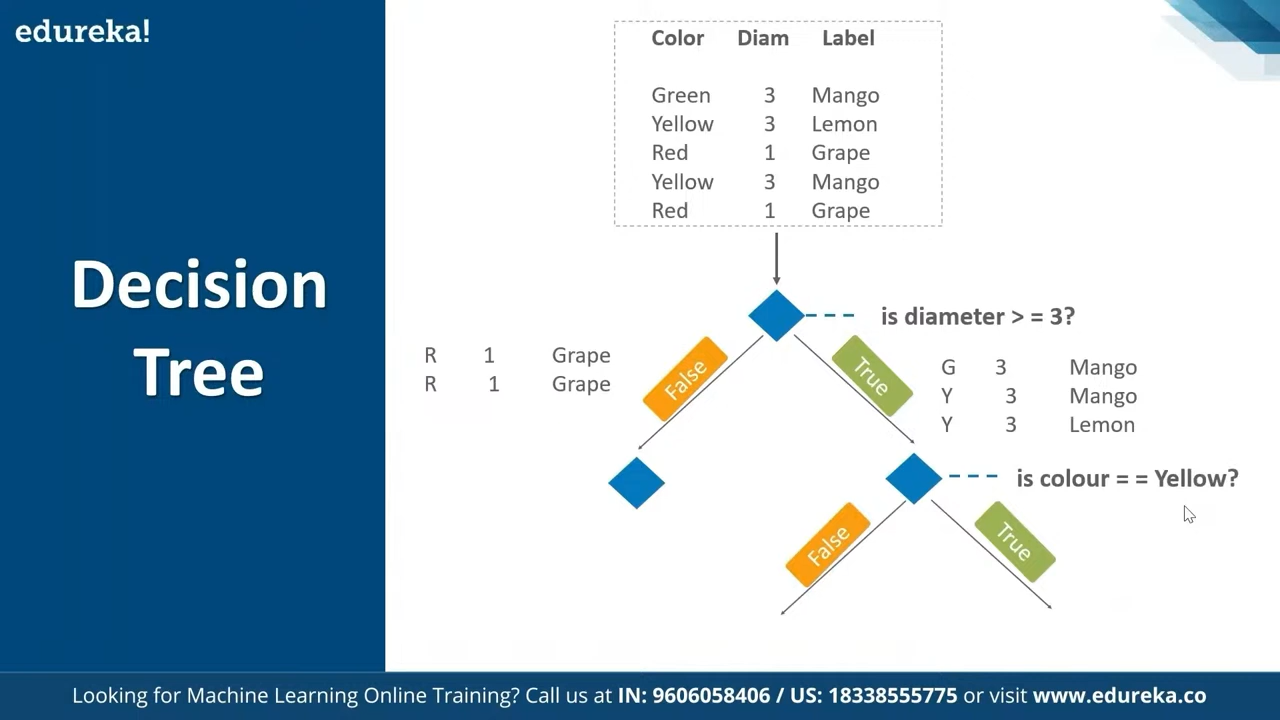 edureka!
Decision
Tree
Color Diam Label
Green 3 Mango
Yellow 3 Lemon
Red 1 Grape
Yellow 3 Mango
Red 1 Grape
is diameter > = 3?
False
True
R 1 Grape
R 1 Grape
G 3 Mango
Y 3 Mango
Y 3 Lemon
is colour = = Yellow?
False
True
Looking for Machine Learning Online Training? Call us at IN: 9606058406 / US: 18338555775 or visit www.edureka.co